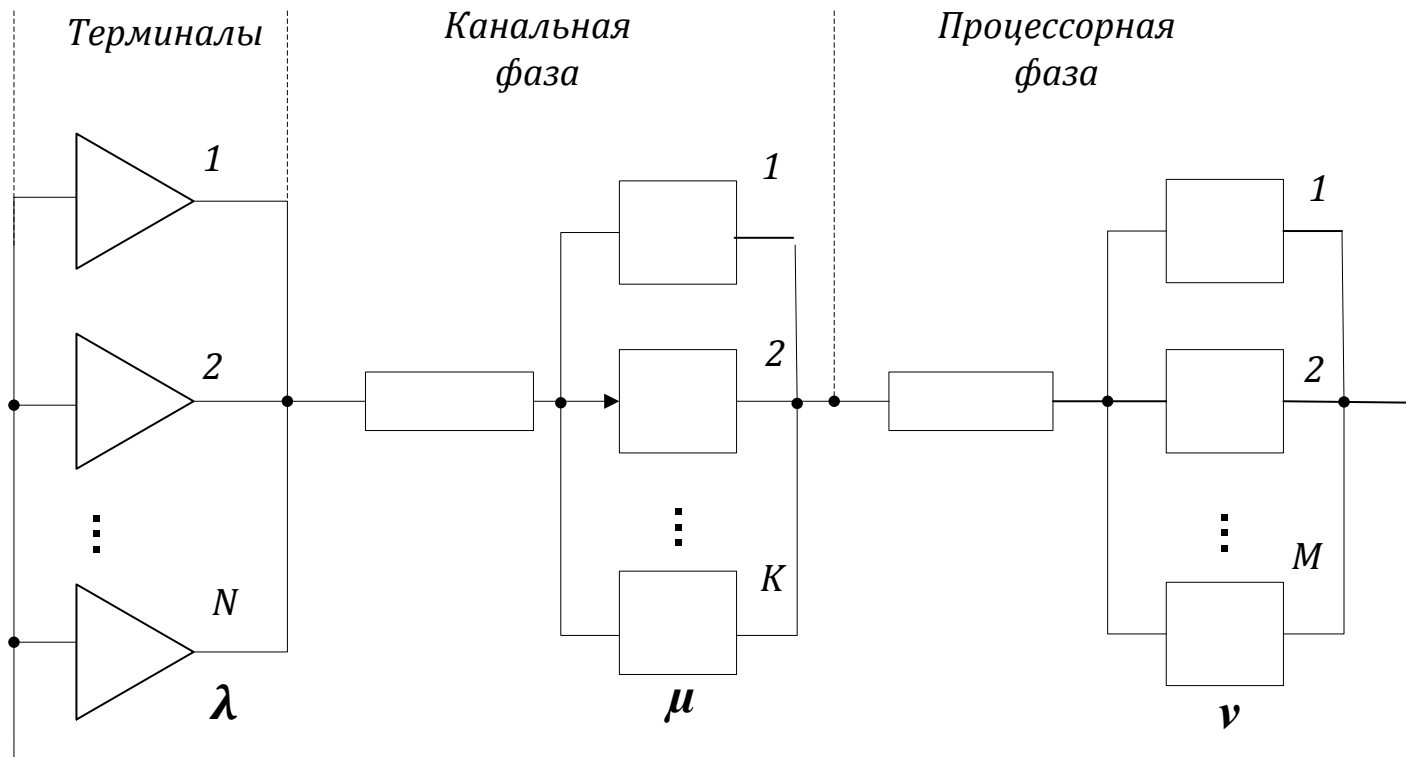 Терминалы
Канальная
фаза
Процессорная
фаза
1
2
N
λ
1
2
K
μ
1
2
M
ν